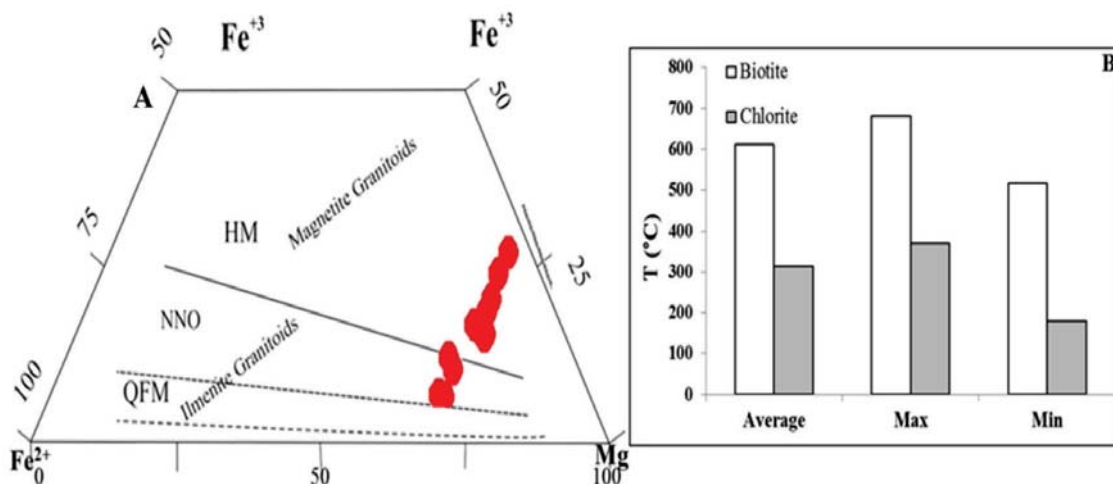 Fe+3
Fe+3
50
50
A
Magnetite Granitoids
HM
75
25
NNO
Ilmenite Granitoids
QFM
100
Fe2+
Mg
0
50
100
B
Biotite
Chlorite
800
700
600
500
400
300
200
100
0
T (°C)
Average
Max
Min